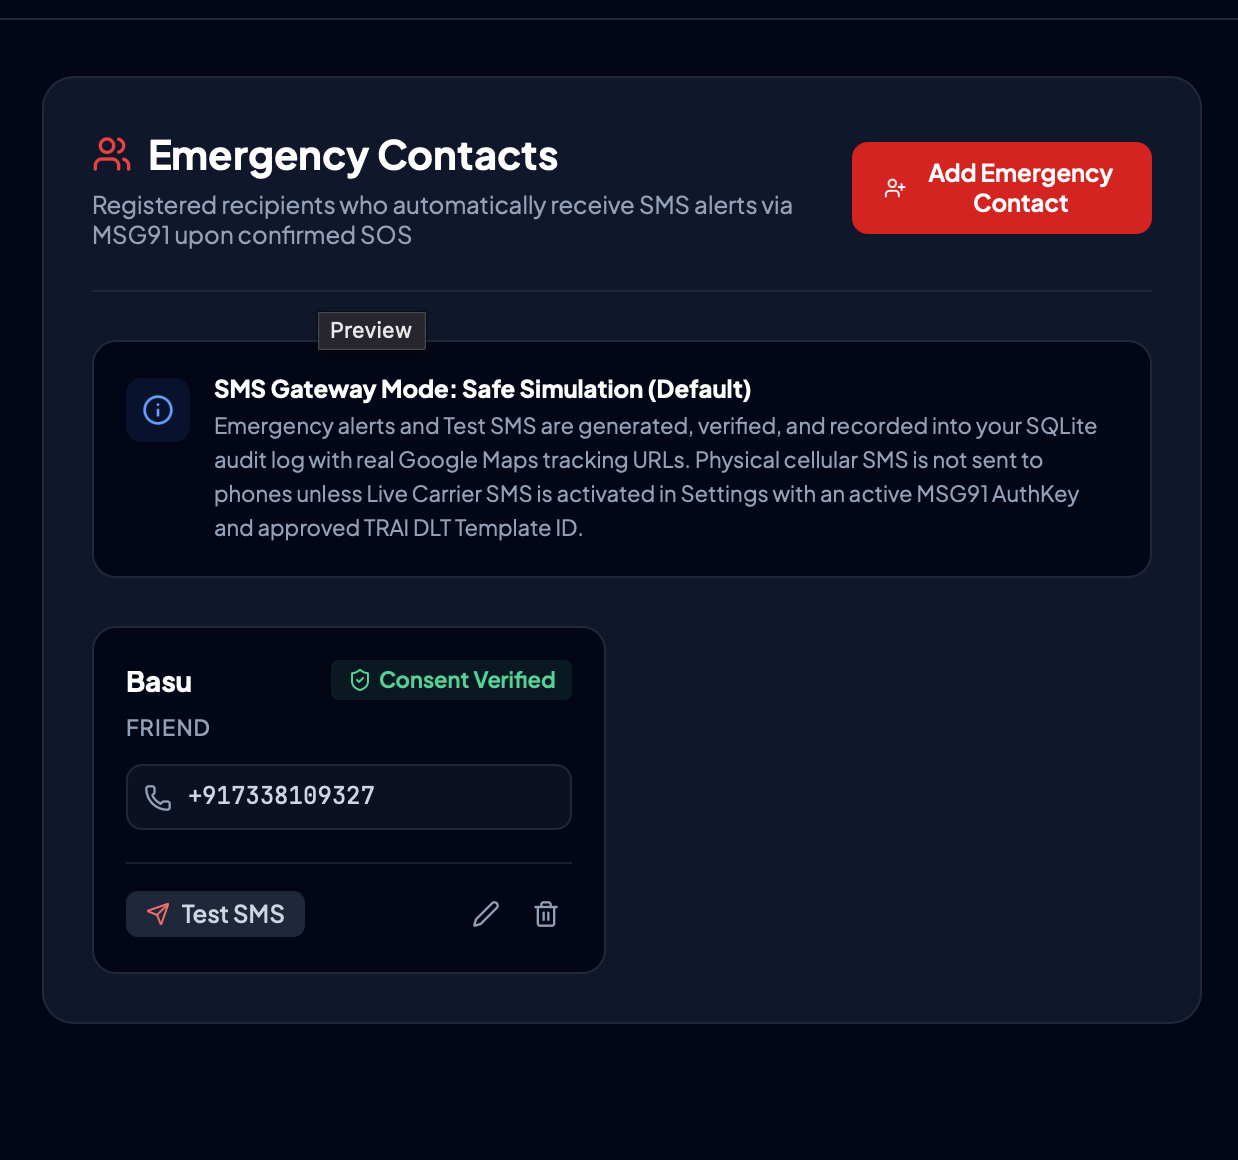 Emergency Contacts
Registered recipients who automatically receive SMS alerts via
MSG91 upon confirmed SOS
Add Emergency
Contact
Preview
SMS Gateway Mode: Safe Simulation (Default)
Emergency alerts and Test SMS are generated, verified, and recorded into your SQLite
audit log with real Google Maps tracking URLs. Physical cellular SMS is not sent to
phones unless Live Carrier SMS is activated in Settings with an active MSG91 AuthKey
and approved TRAI DLT Template ID.
Basu
Consent Verified
FRIEND
+917338109327
Test SMS